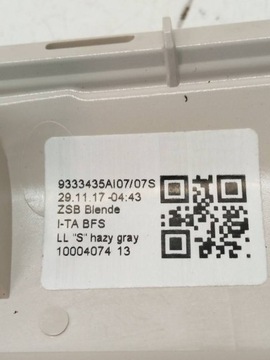 9333435AI07/07S
29.11.17 -04:43
ZSB Blende
I-TA BFS
LL "S" hazy gray
10004074 13